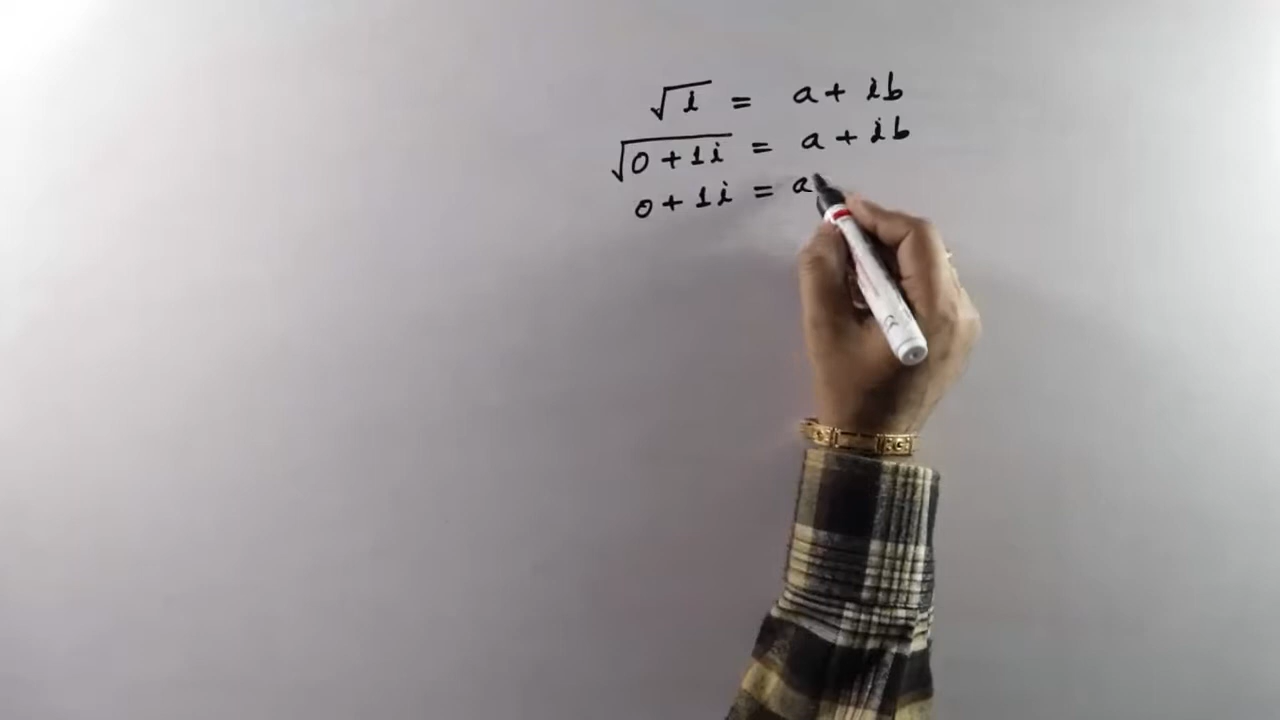 √i = a + ib
√0 + 1i = a + ib
0 + 1i = a